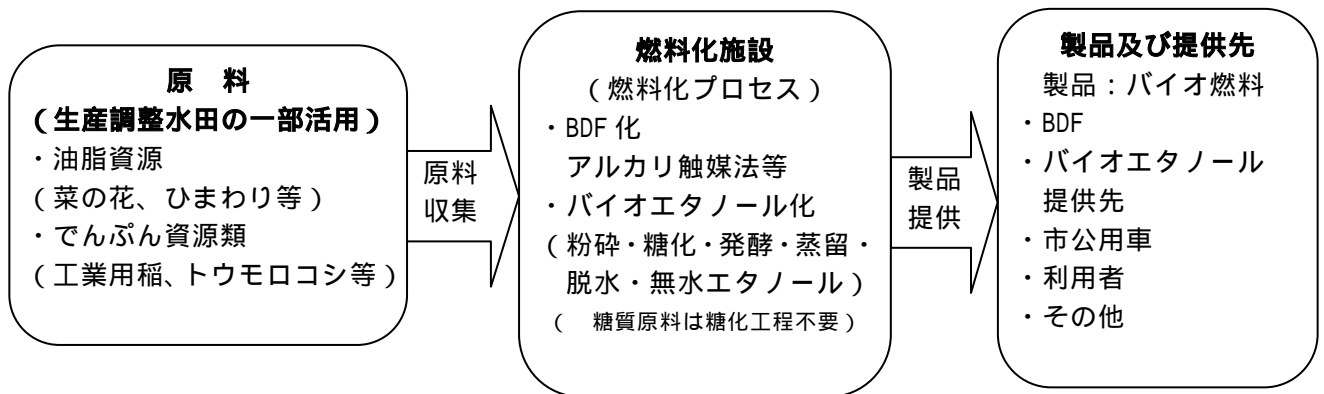 原 料
（生産調整水田の一部活用）
・油脂資源
（菜の花、ひまわり等）
・でんぷん資源類
（工業用稲、トウモロコシ等）
原料
収集
燃料化施設
（燃料化プロセス）
・BDF 化
アルカリ触媒法等
・バイオエタノール化
（粉砕・糖化・発酵・蒸留・
脱水・無水エタノール）
（ 糖質原料は糖化工程不要）
製品
提供
製品及び提供先
製品：バイオ燃料
・BDF
・バイオエタノール
提供先
・市公用車
・利用者
・その他